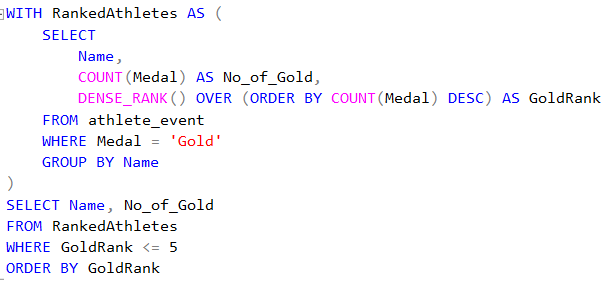 WITH RankedAthletes AS (
    SELECT
        Name,
        COUNT(Medal) AS No_of_Gold,
        DENSE_RANK() OVER (ORDER BY COUNT(Medal) DESC) AS GoldRank
    FROM athlete_event
    WHERE Medal = 'Gold'
    GROUP BY Name
)
SELECT Name, No_of_Gold
FROM RankedAthletes
WHERE GoldRank <= 5
ORDER BY GoldRank